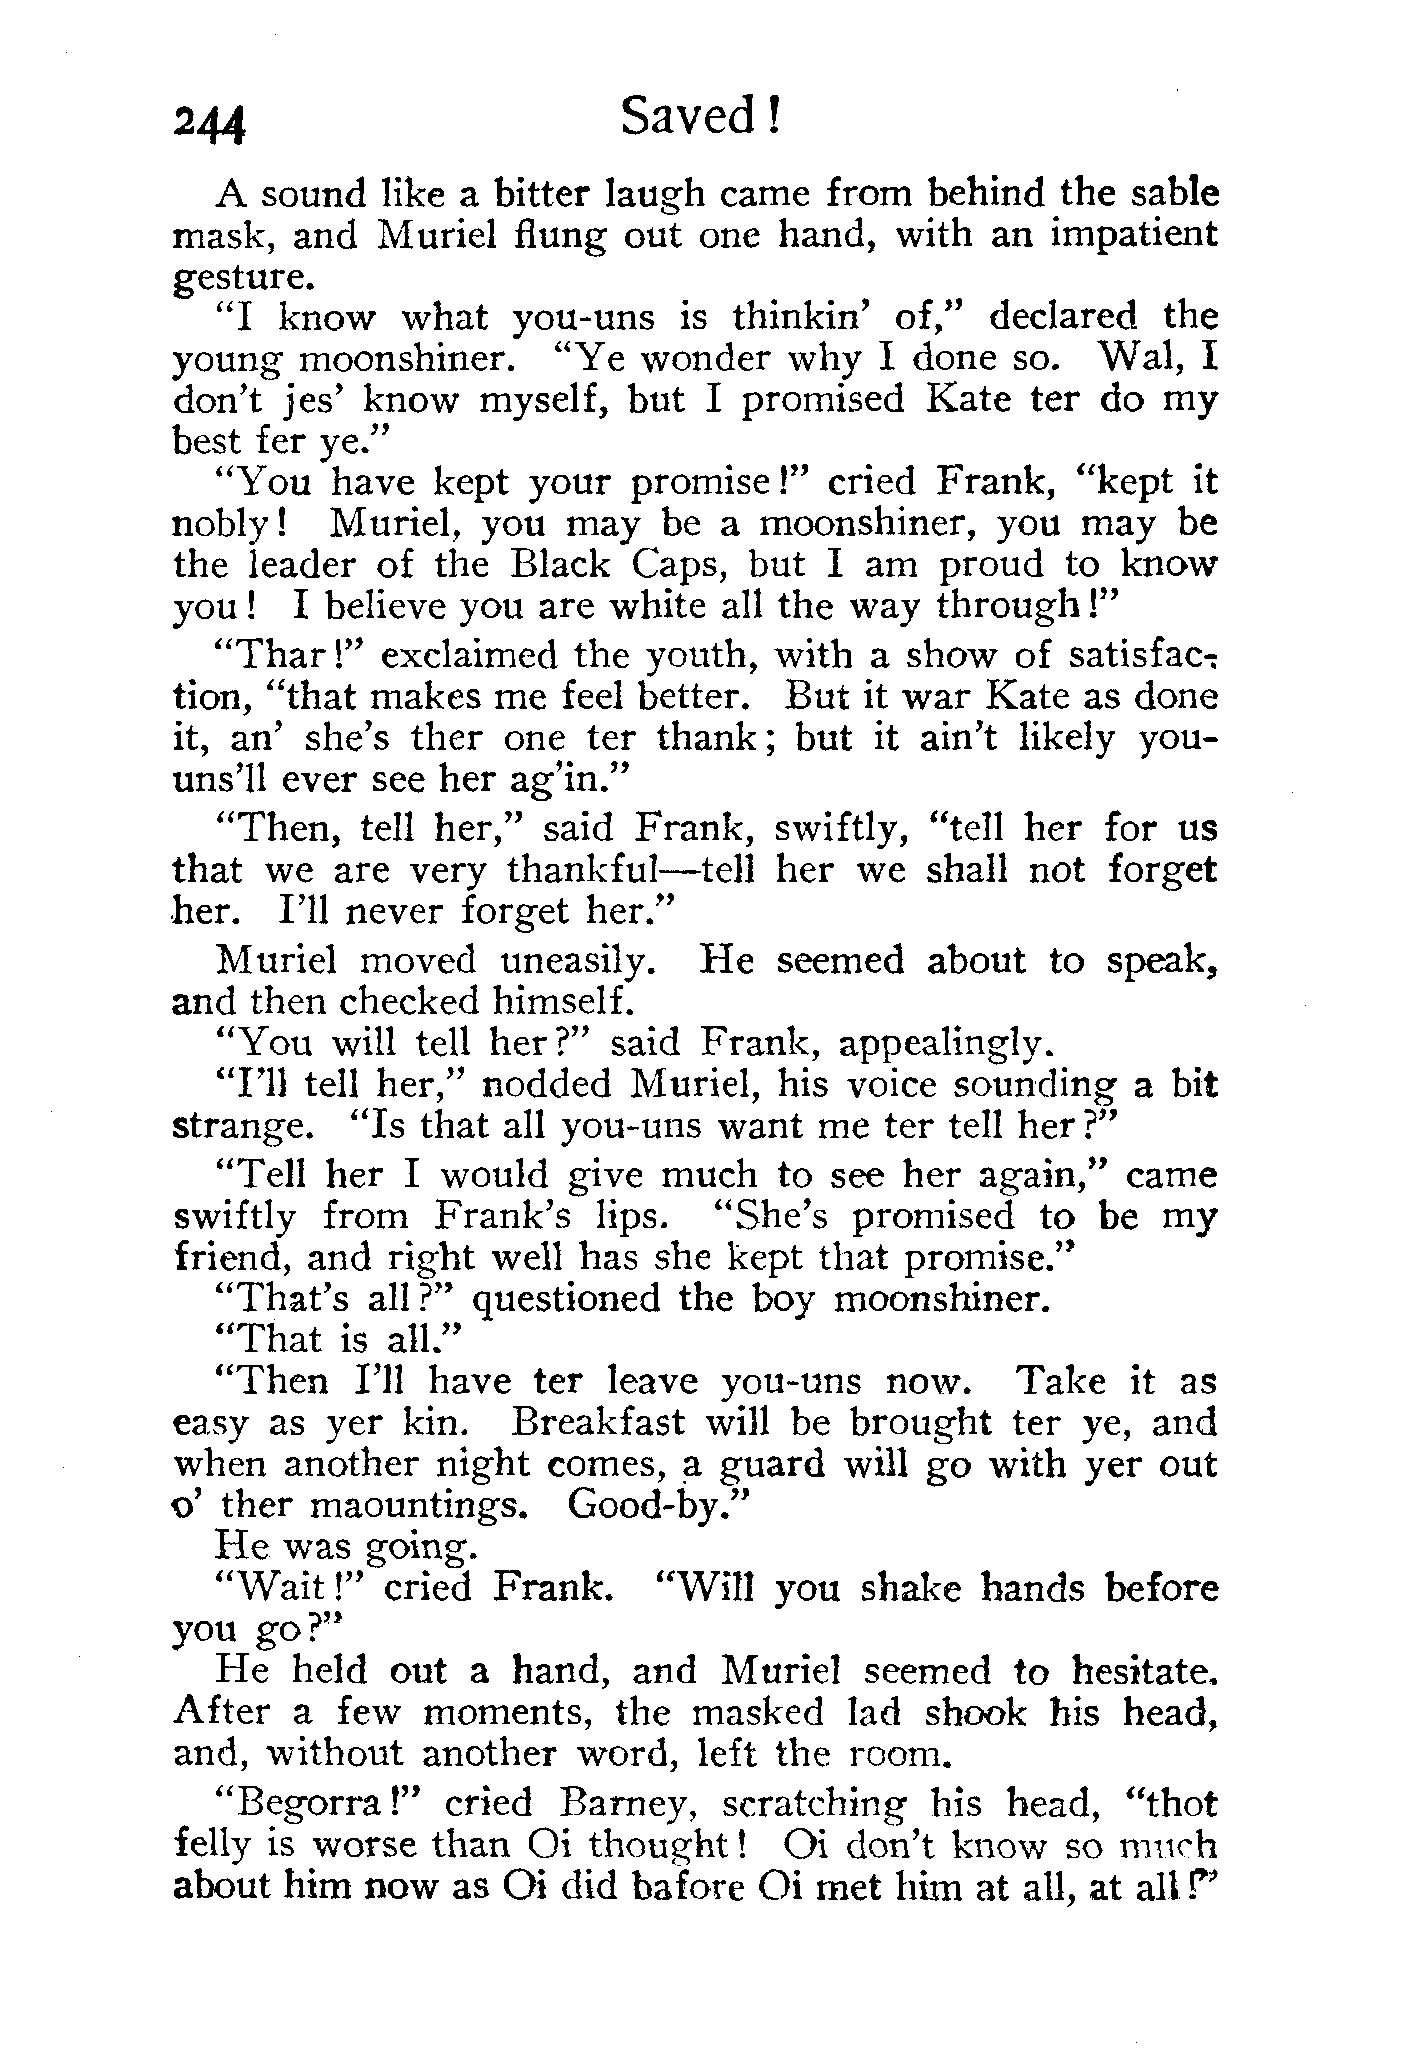 244 Saved!
A sound like a bitter laugh came from behind the sable
mask, and Muriel flung out one hand, with an impatient
gesture.
“I know what you-uns is thinkin’ of,” declared the
young moonshiner. “Ye wonder why I done so. Wal, I
don’t jes’ know myself, but I promised Kate ter do my
best fer ye.”
“You have kept your promise!” cried Frank, “kept it
nobly! Muriel, you may be a moonshiner, you may be
the leader of the Black Caps, but I am proud to know
you! I believe you are white all the way through!”
“Thar!” exclaimed the youth, with a show of satisfac-
tion, “that makes me feel better. But it war Kate as done
it, an’ she’s ther one ter thank; but it ain’t likely you-
uns’ll ever see her ag’in.”
“Then, tell her,” said Frank, swiftly, “tell her for us
that we are very thankful—tell her we shall not forget
her. I’ll never forget her.”
Muriel moved uneasily. He seemed about to speak,
and then checked himself.
“You will tell her?” said Frank, appealingly.
“I’ll tell her,” nodded Muriel, his voice sounding a bit
strange. “Is that all you-uns want me ter tell her?”
“Tell her I would give much to see her again,” came
swiftly from Frank’s lips. “She’s promised to be my
friend, and right well has she kept that promise.”
“That’s all?” questioned the boy moonshiner.
“That is all.”
“Then I’ll have ter leave you-uns now. Take it as
easy as yer kin. Breakfast will be brought ter ye, and
when another night comes, a guard will go with yer out
o’ ther maountings. Good-by.”
He was going.
“Wait!” cried Frank. “Will you shake hands before
you go?”
He held out a hand, and Muriel seemed to hesitate.
After a few moments, the masked lad shook his head,
and, without another word, left the room.
“Begorra!” cried Barney, scratching his head, “thot
felly is worse than Oi thought! Oi don’t know so much
about him now as Oi did bafore Oi met him at all, at all!”